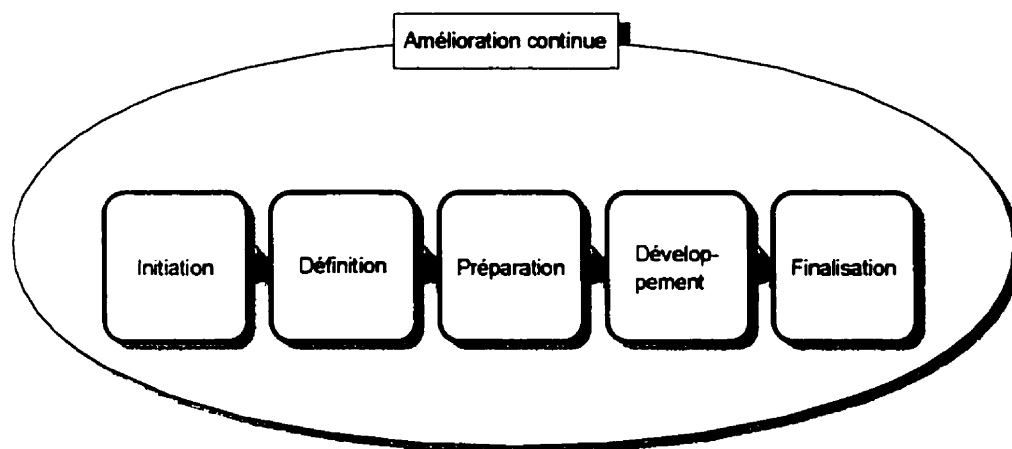 Amélioration continue
Initiation
Définition
Préparation
Dévelop-
pement
Finalisation